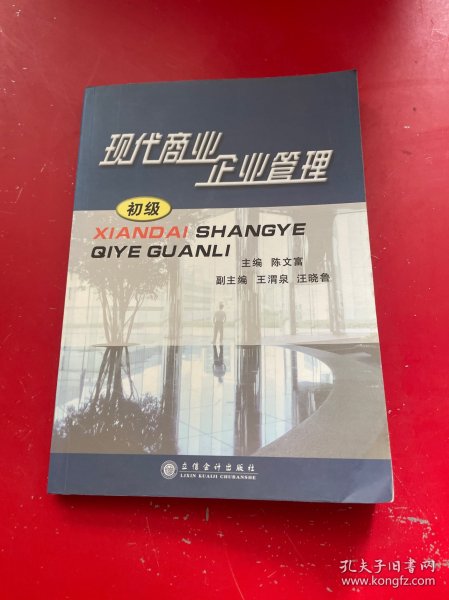 现代商业
企业管理
初级
XIANDAI SHANGYE
QIYE GUANLI
主编 陈文富
副主编 王渭泉 汪晓鲁
立信会计出版社
LIXIN KUAIJI CHUBANSHE
孔夫子旧书网
www.kongfz.com